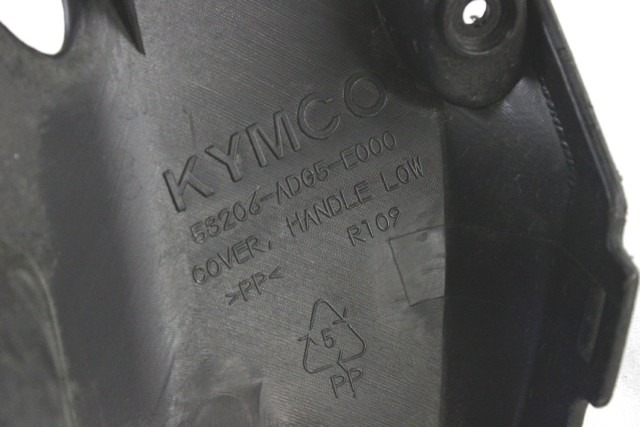 KYMCO
53206-ADG5-E000
COVER, HANDLE LOW
>PP< R109
5
PP